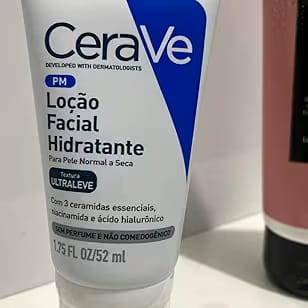 CeraVe
DEVELOPED WITH DERMATOLOGISTS
PM
Loção
Facial
Hidratante
Para Pele Normal a Seca
Textura
ULTRALEVE
Com 3 ceramidas essenciais,
niacinamida e ácido hialurônico
SEM PERFUME E NÃO COMEDOGÊNICO
1.75 FL OZ/52 ml